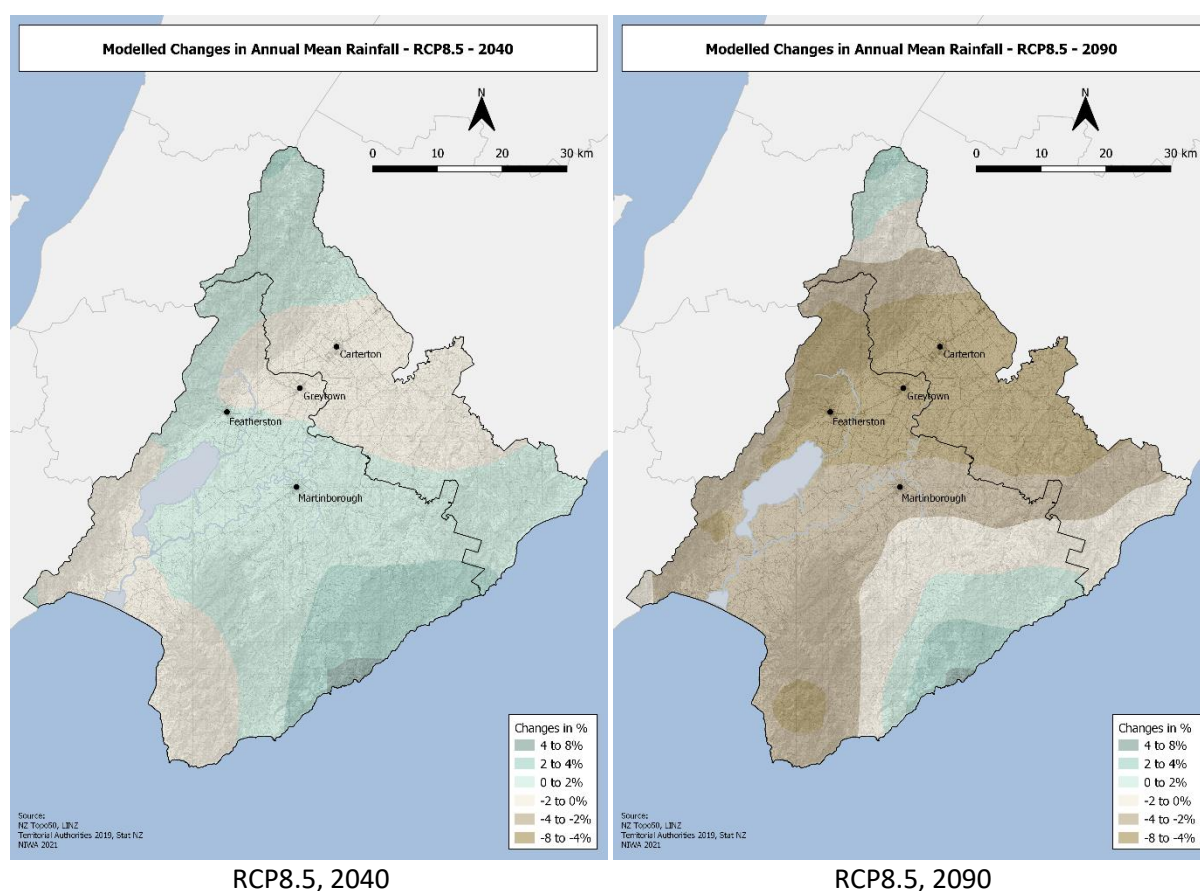 Modelled Changes in Annual Mean Rainfall - RCP8.5 - 2040
N
0 10 20 30 km
Carterton
Greytown
Featherston
Martinborough
Changes in %
4 to 8%
2 to 4%
0 to 2%
-2 to 0%
-4 to -2%
-8 to -4%
Source:
NZ Topo50, LINZ
Territorial Authorities 2019, Stat NZ
NIWA 2021
RCP8.5, 2040
Modelled Changes in Annual Mean Rainfall - RCP8.5 - 2090
N
0 10 20 30 km
Carterton
Greytown
Featherston
Martinborough
Changes in %
4 to 8%
2 to 4%
0 to 2%
-2 to 0%
-4 to -2%
-8 to -4%
Source:
NZ Topo50, LINZ
Territorial Authorities 2019, Stat NZ
NIWA 2021
RCP8.5, 2090